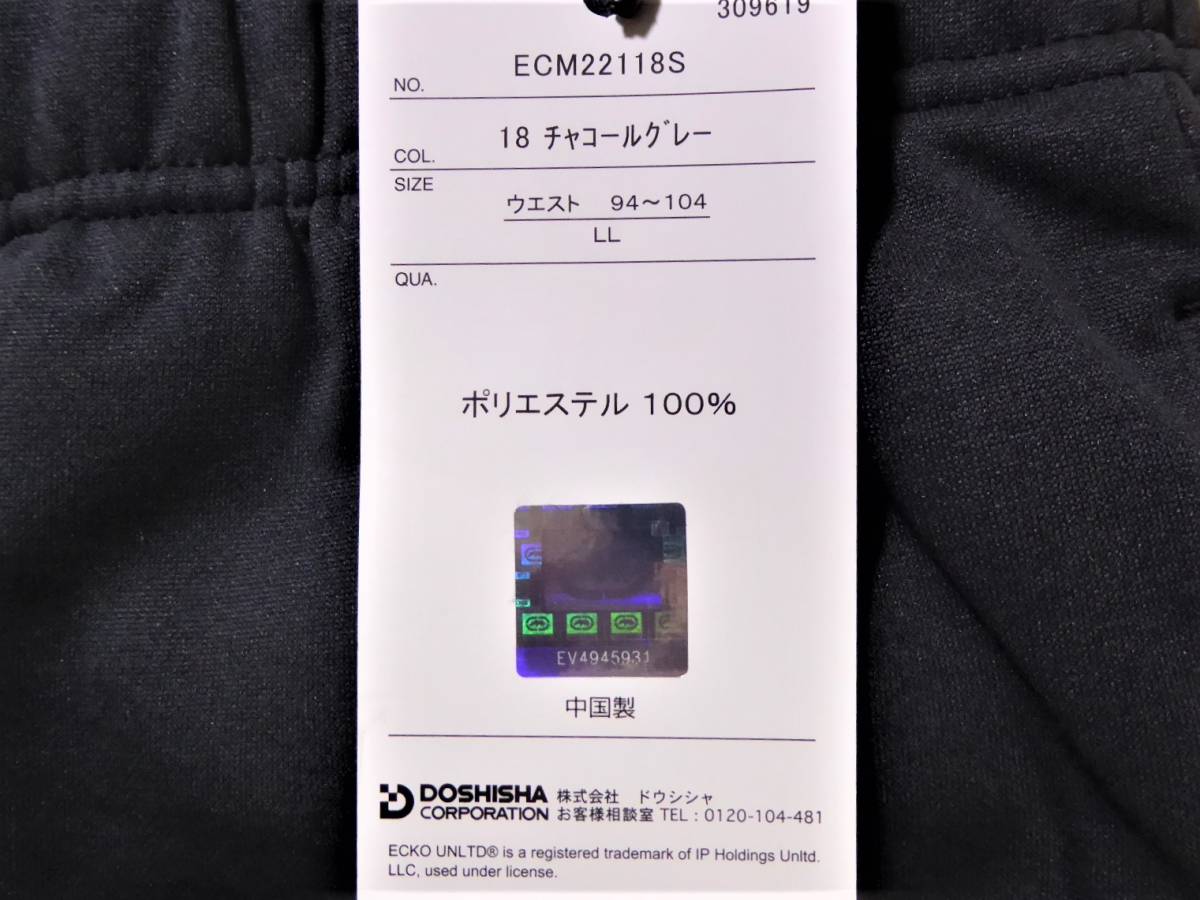 309619
NO. ECM22118S
COL. 18 チャコールグレー
SIZE
ウエスト 94～104
LL
QUA.
ポリエステル 100%
EV4945931
中国製
DOSHISHA 株式会社 ドウシシャ
CORPORATION お客様相談室 TEL : 0120-104-481
ECKO UNLTD® is a registered trademark of IP Holdings Unltd.
LLC, used under license.